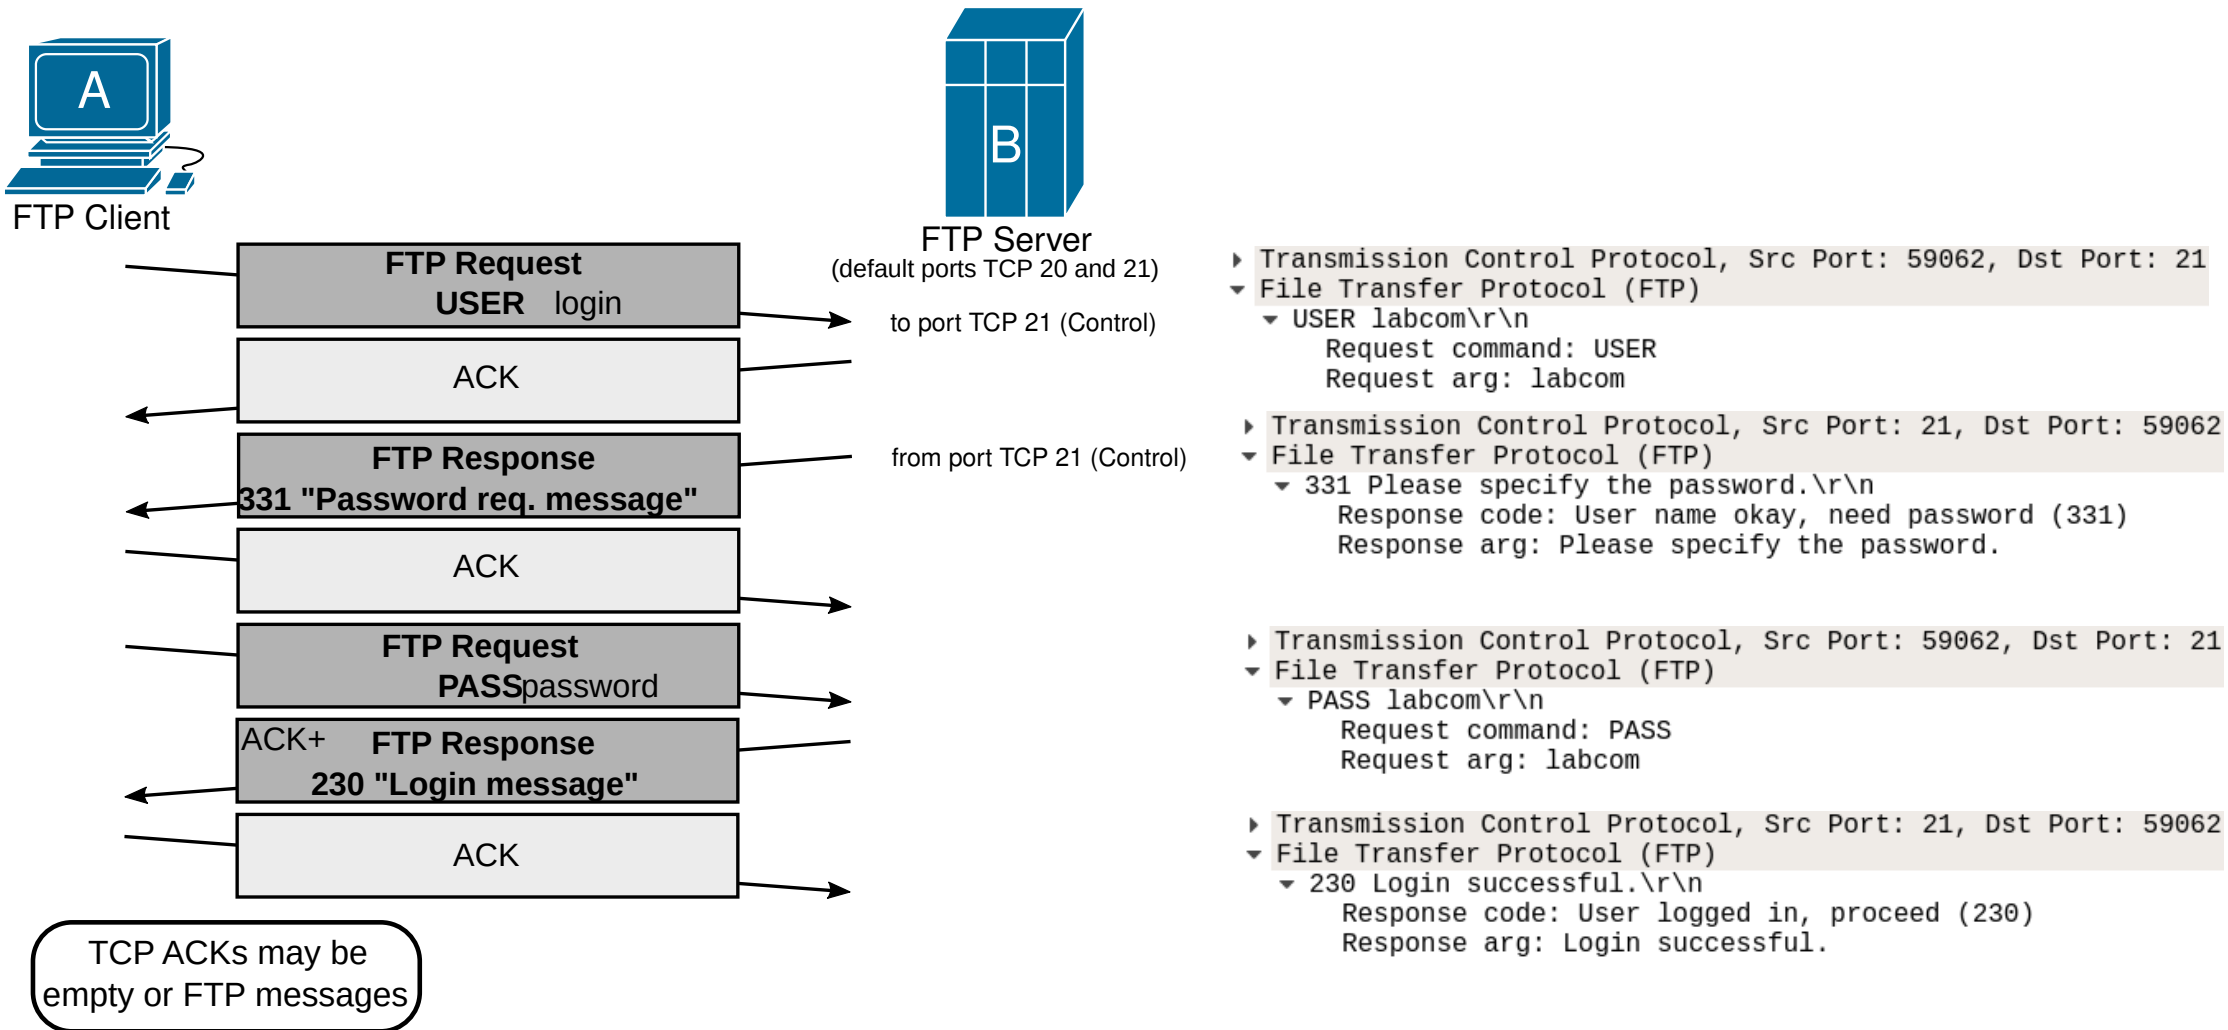 A
B
FTP Client
FTP Server
(default ports TCP 20 and 21)
FTP Request
USER login
to port TCP 21 (Control)
ACK
FTP Response
331 "Password req. message"
from port TCP 21 (Control)
ACK
FTP Request
PASSpassword
ACK+ FTP Response
230 "Login message"
ACK
TCP ACKs may be
empty or FTP messages
Transmission Control Protocol, Src Port: 59062, Dst Port: 21
File Transfer Protocol (FTP)
USER labcom\r\n
Request command: USER
Request arg: labcom
Transmission Control Protocol, Src Port: 21, Dst Port: 59062
File Transfer Protocol (FTP)
331 Please specify the password.\r\n
Response code: User name okay, need password (331)
Response arg: Please specify the password.
Transmission Control Protocol, Src Port: 59062, Dst Port: 21
File Transfer Protocol (FTP)
PASS labcom\r\n
Request command: PASS
Request arg: labcom
Transmission Control Protocol, Src Port: 21, Dst Port: 59062
File Transfer Protocol (FTP)
230 Login successful.\r\n
Response code: User logged in, proceed (230)
Response arg: Login successful.